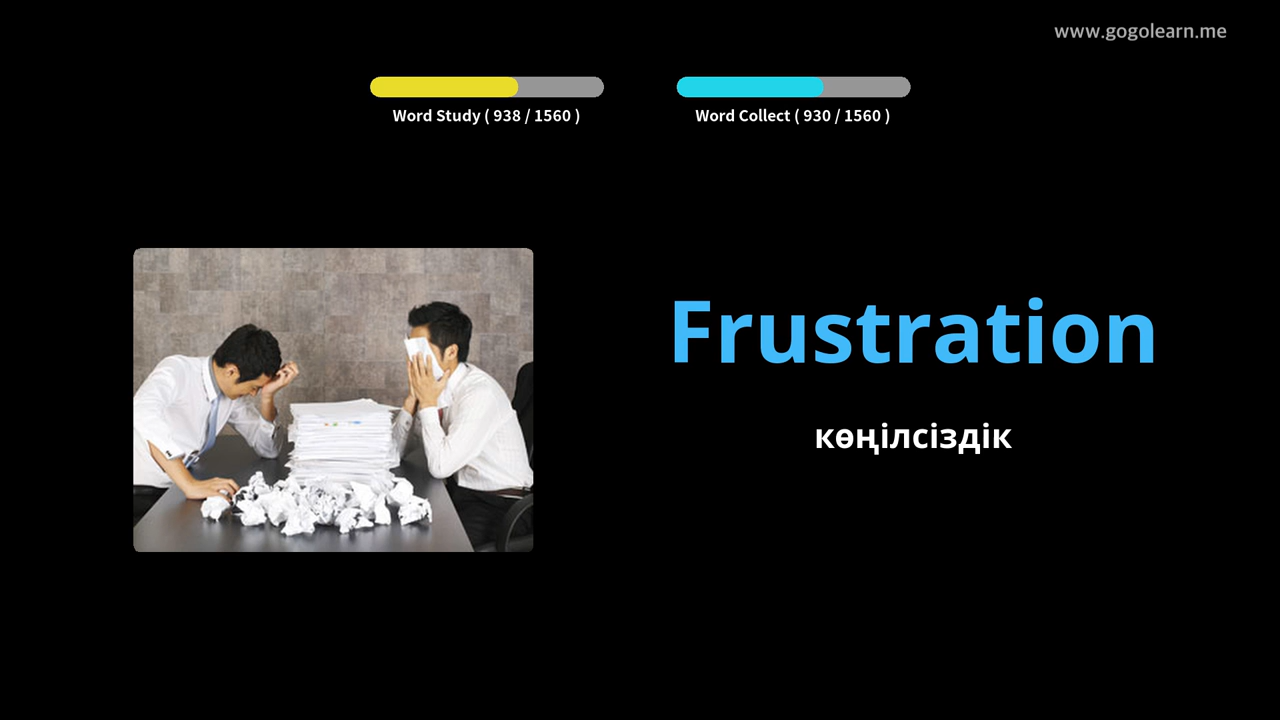 www.gogolearn.me
Word Study ( 938 / 1560 )
Word Collect ( 930 / 1560 )
Frustration
көңілсіздік